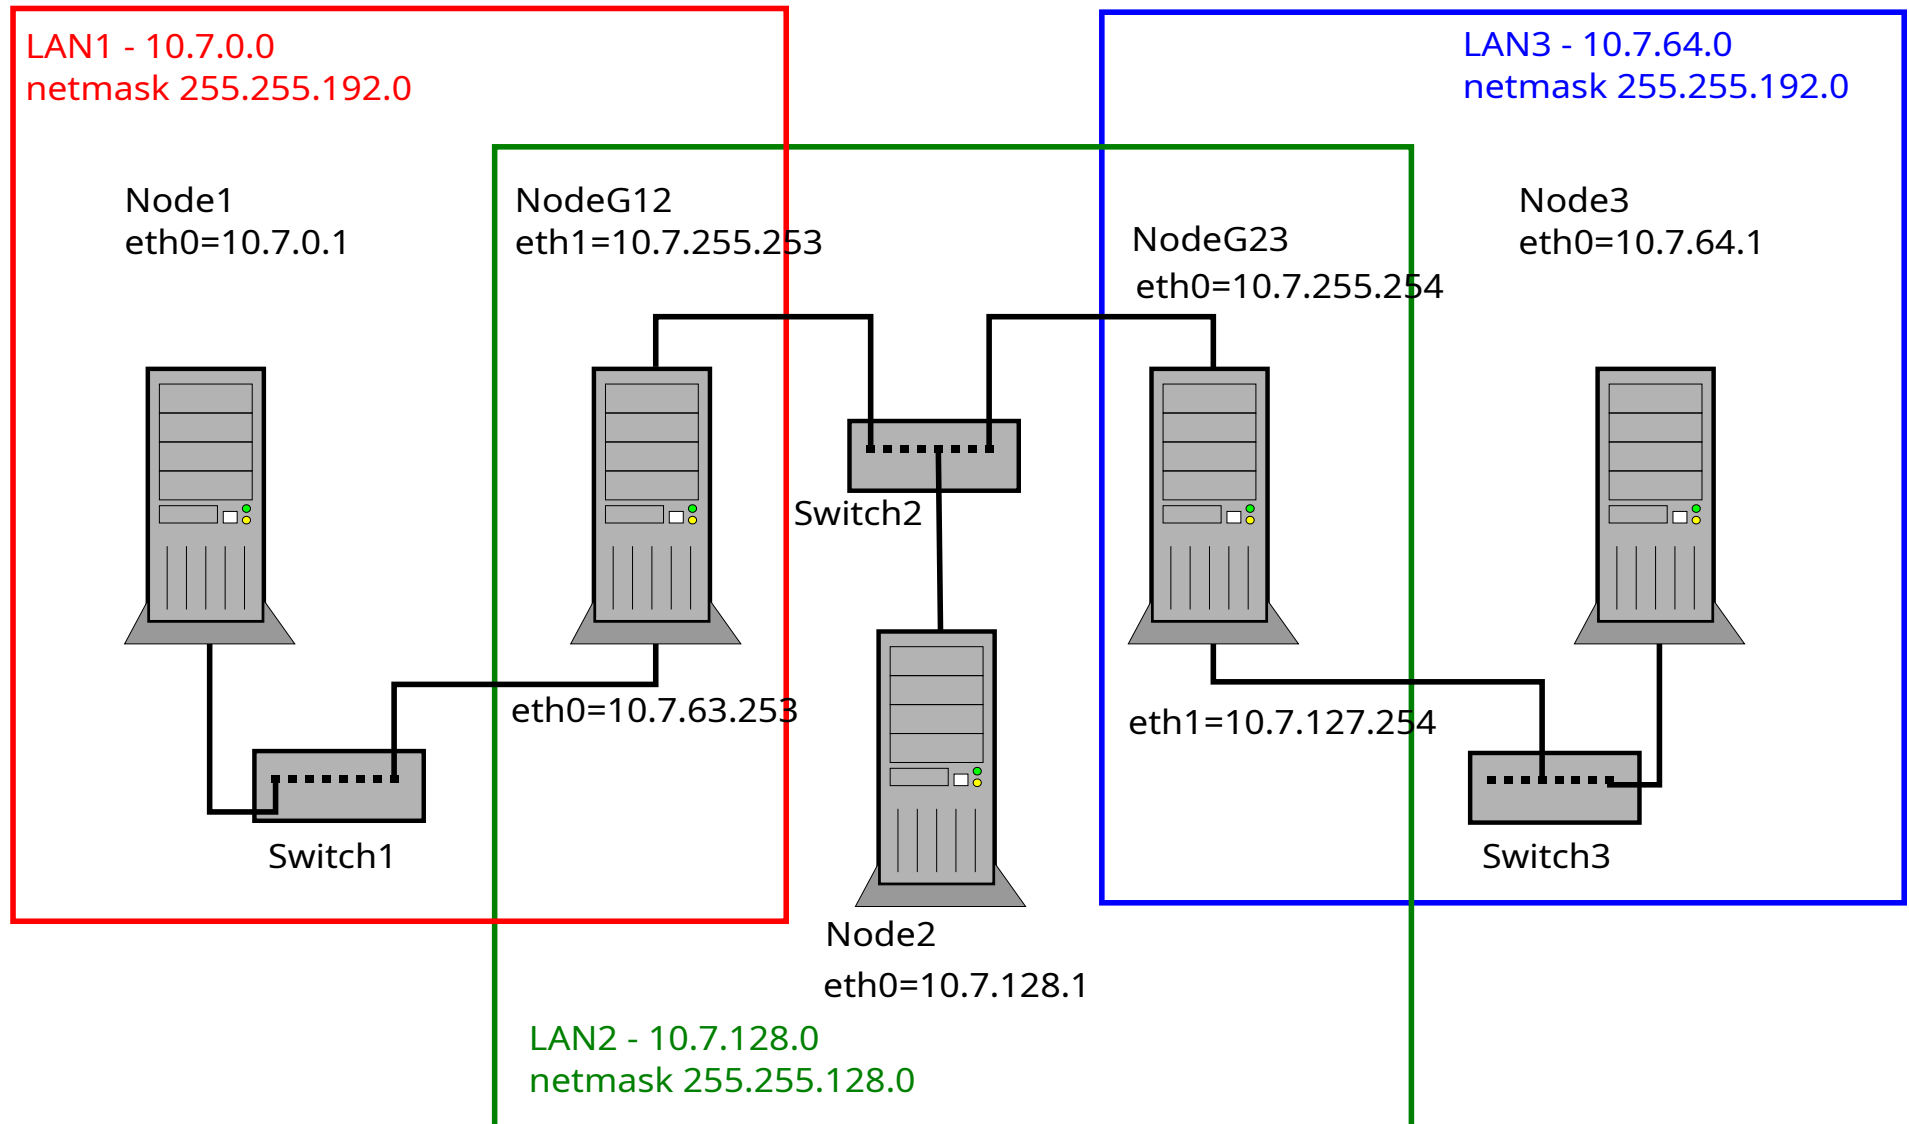 LAN1 - 10.7.0.0
netmask 255.255.192.0
LAN3 - 10.7.64.0
netmask 255.255.192.0
Node1
eth0=10.7.0.1
NodeG12
eth1=10.7.255.253
NodeG23
eth0=10.7.255.254
Node3
eth0=10.7.64.1
Switch2
eth0=10.7.63.253
eth1=10.7.127.254
Switch1
Switch3
Node2
eth0=10.7.128.1
LAN2 - 10.7.128.0
netmask 255.255.128.0